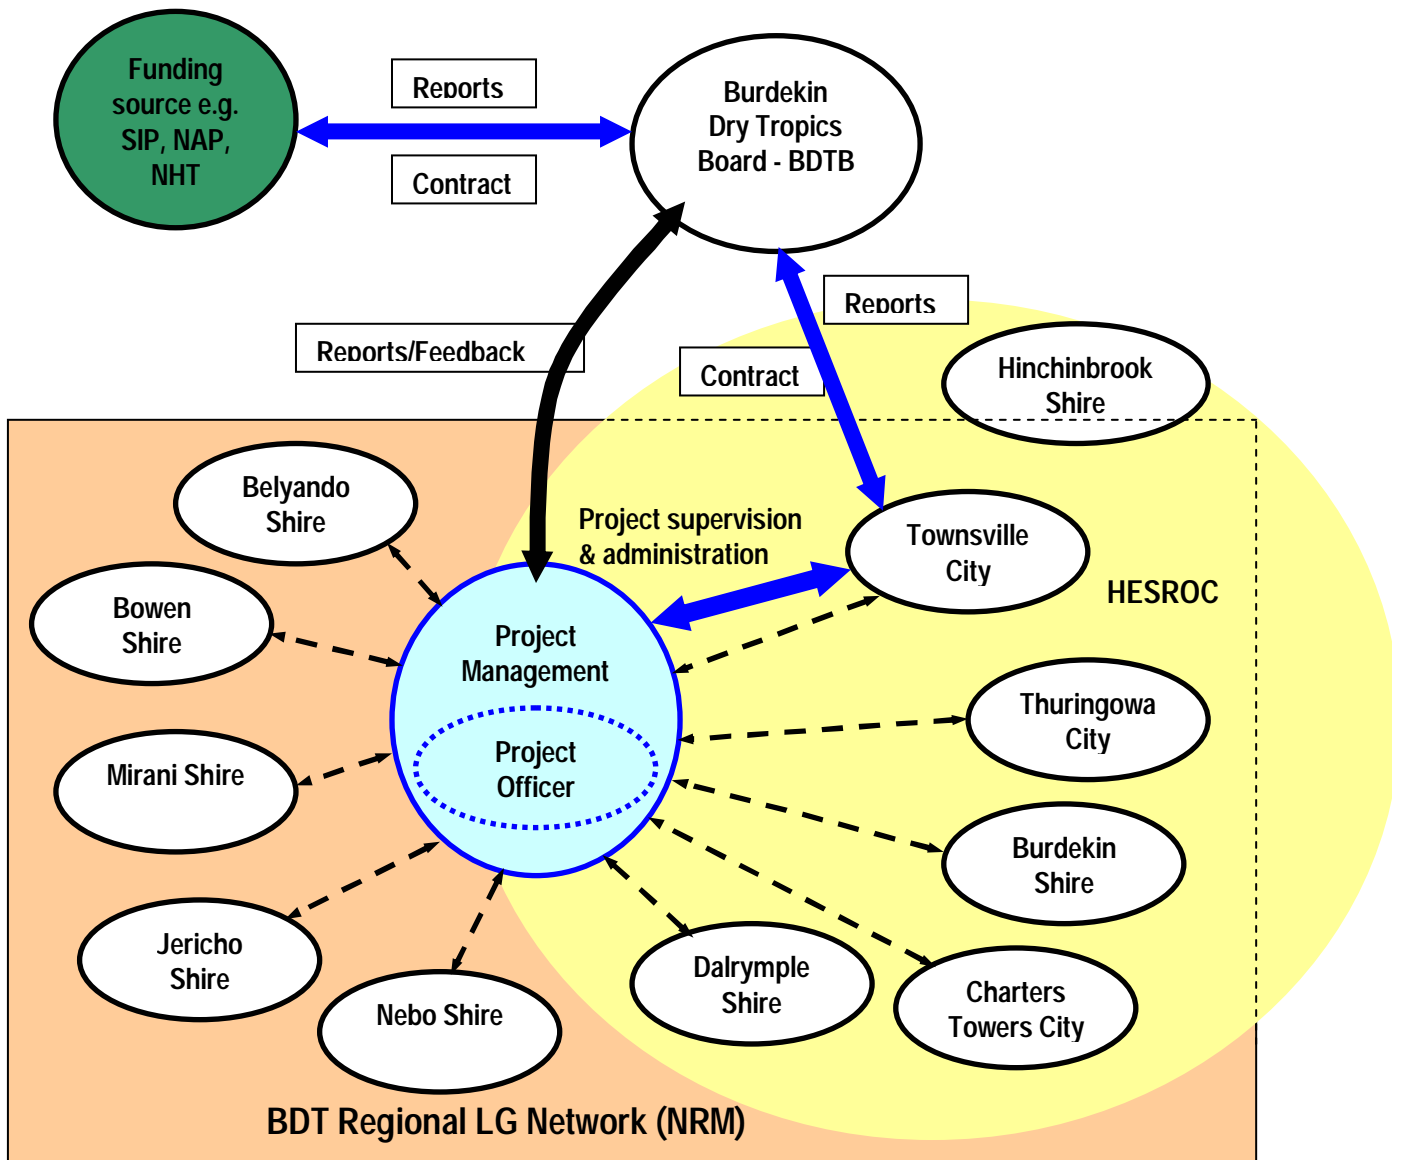 Funding
source e.g.
SIP, NAP,
NHT
Reports
Contract
Burdekin
Dry Tropics
Board - BDTB
Reports
Reports/Feedback
Contract
Hinchinbrook
Shire
Belyando
Shire
Project supervision
& administration
Townsville
City
HESROC
Bowen
Shire
Project
Management
Project
Officer
Thuringowa
City
Mirani Shire
Burdekin
Shire
Jericho
Shire
Nebo Shire
Dalrymple
Shire
Charters
Towers City
BDT Regional LG Network (NRM)